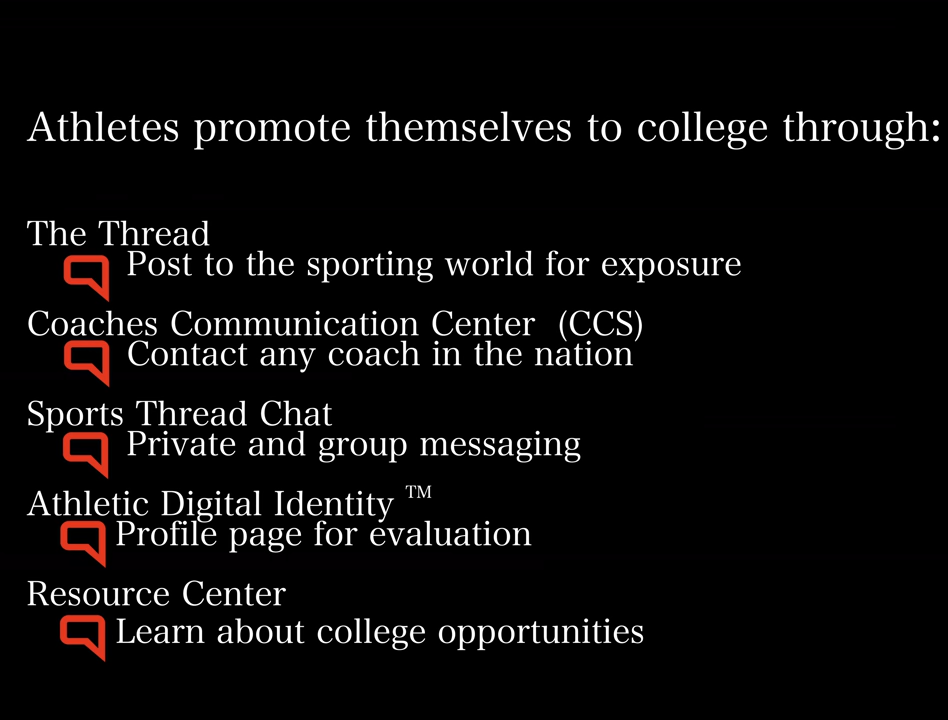 Athletes promote themselves to college through:
The Thread
Post to the sporting world for exposure
Coaches Communication Center (CCS)
Contact any coach in the nation
Sports Thread Chat
Private and group messaging
Athletic Digital Identity ™
Profile page for evaluation
Resource Center
Learn about college opportunities